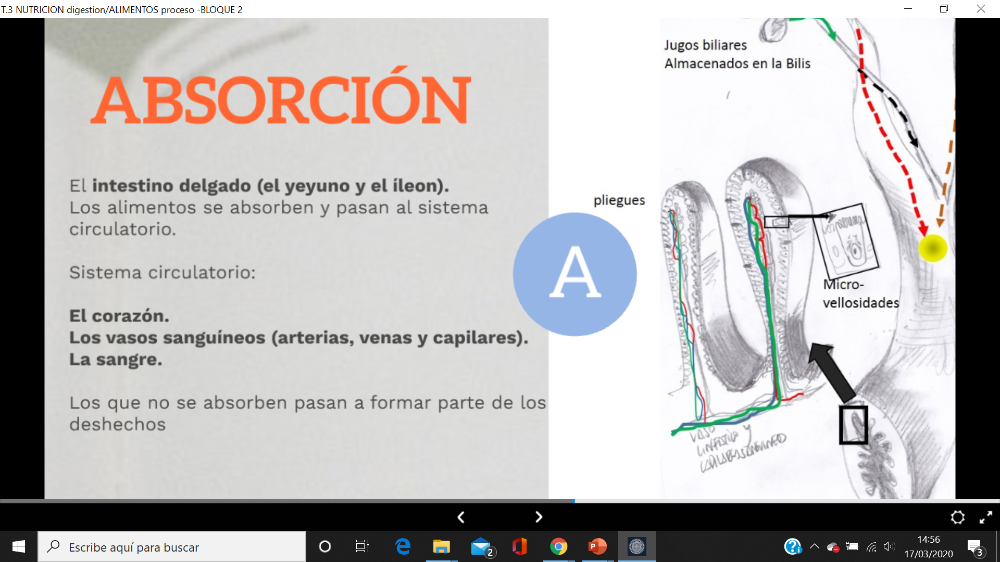 T.3 NUTRICION digestion/ALIMENTOS proceso -BLOQUE 2
ABSORCIÓN
El intestino delgado (el yeyuno y el íleon).
Los alimentos se absorben y pasan al sistema
circulatorio.
Sistema circulatorio:
El corazón.
Los vasos sanguíneos (arterias, venas y capilares).
La sangre.
Los que no se absorben pasan a formar parte de los
deshechos
A
Jugos biliares
Almacenados en la Bilis
pliegues
Micro-
vellosidades
VASO
Y
Escribe aquí para buscar
2
14:56
17/03/2020
3